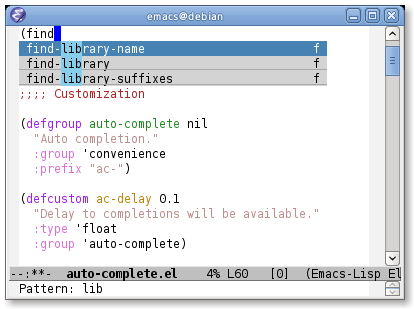 emacs@debian
(find
find-library-name f
find-library f
find-library-suffixes f
;;;; Customization
(defgroup auto-complete nil
"Auto completion."
:group 'convenience
:prefix "ac-")
(defcustom ac-delay 0.1
"Delay to completions will be available."
:type 'float
:group 'auto-complete)
--:**- auto-complete.el 4% L60 [0] (Emacs-Lisp El
Pattern: lib